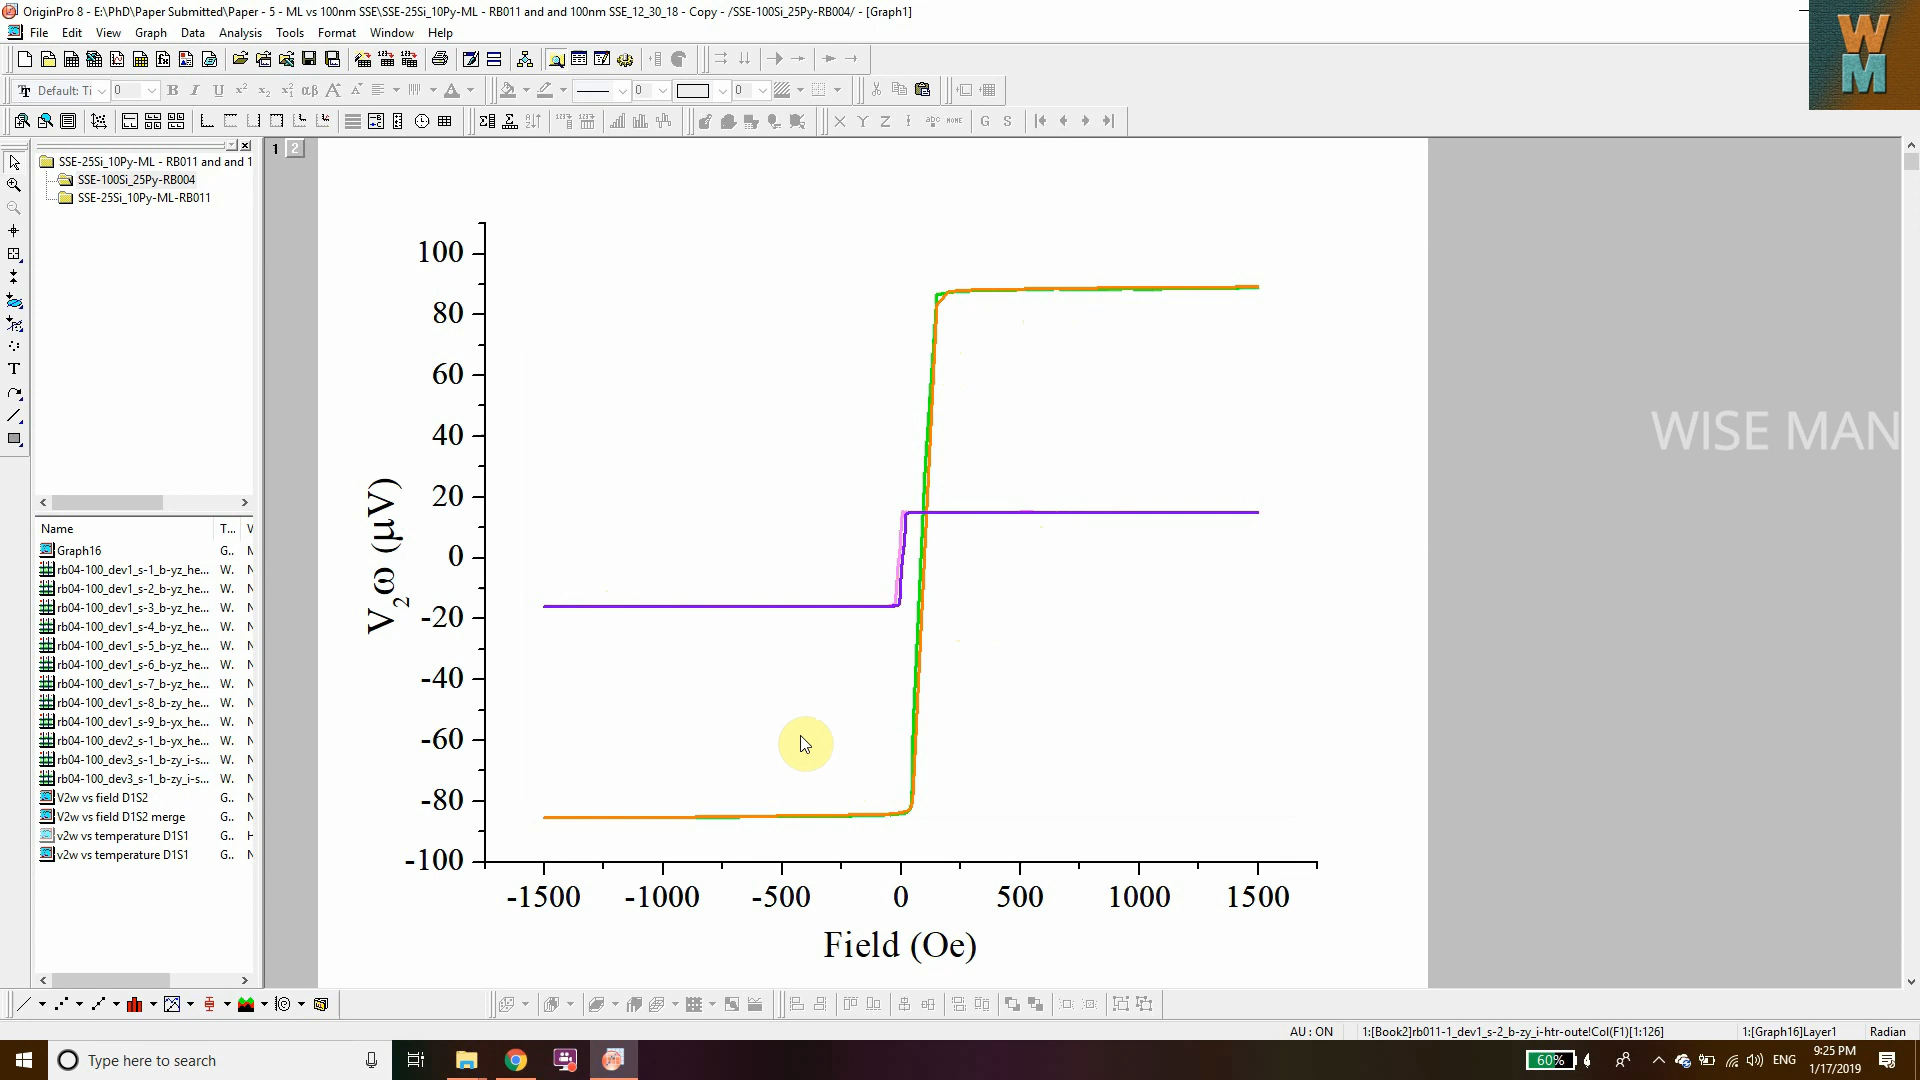 OriginPro 8 - E:\PhD\Paper Submitted\Paper - 5 - ML vs 100nm SSE\SSE-25Si_10Py-ML - RB011 and and 100nm SSE_12_30_18 - Copy - /SSE-100Si_25Py-RB004/ - [Graph1]
File Edit View Graph Data Analysis Tools Format Window Help
WM
Default: Ti 0 B I U αβ A A 0 0
X Y Z abc NONE G S
1 2
SSE-25Si_10Py-ML - RB011 and and 1
SSE-100Si_25Py-RB004
SSE-25Si_10Py-ML-RB011
100
80
60
40
20
0
-20
-40
-60
-80
-100
V2ω (µV)
-1500 -1000 -500 0 500 1000 1500
Field (Oe)
WISE MAN
Name T... V
Graph16 G.. M
rb04-100_dev1_s-1_b-yz_he... W. N
rb04-100_dev1_s-2_b-yz_he... W. N
rb04-100_dev1_s-3_b-yz_he... W. N
rb04-100_dev1_s-4_b-yz_he... W. N
rb04-100_dev1_s-5_b-yz_he... W. N
rb04-100_dev1_s-6_b-yz_he... W. N
rb04-100_dev1_s-7_b-yz_he... W. N
rb04-100_dev1_s-8_b-zy_he... W. N
rb04-100_dev1_s-9_b-yx_he... W. N
rb04-100_dev2_s-1_b-yx_he... W. N
rb04-100_dev3_s-1_b-zy_i-s... W. N
rb04-100_dev3_s-1_b-zy_i-s... W. N
V2w vs field D1S2 G.. N
V2w vs field D1S2 merge G.. N
v2w vs temperature D1S1 G.. H
v2w vs temperature D1S1 G.. N
AU : ON 1:[Book2]rb011-1_dev1_s-2_b-zy_i-htr-oute!Col(F1)[1:126] 1:[Graph16]Layer1 Radian
Type here to search
60% ENG 9:25 PM
1/17/2019